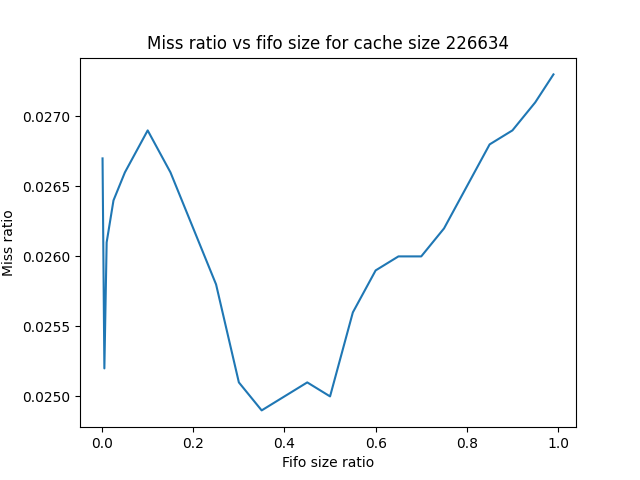 Miss ratio vs fifo size for cache size 226634
0.0270
0.0265
0.0260
0.0255
0.0250
Miss ratio
0.0 0.2 0.4 0.6 0.8 1.0
Fifo size ratio